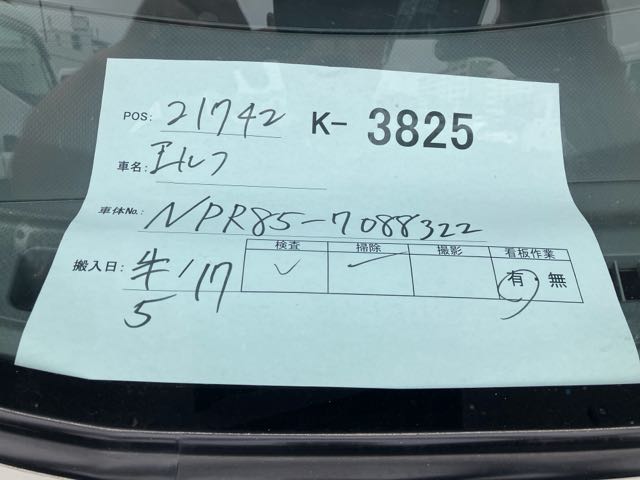 POS: 21742 K- 3825
車名: エルフ
車体No.: NPR85-7088322
搬入日: 5/17
検査 掃除 撮影 看板作業
✓ ✓ 有・無